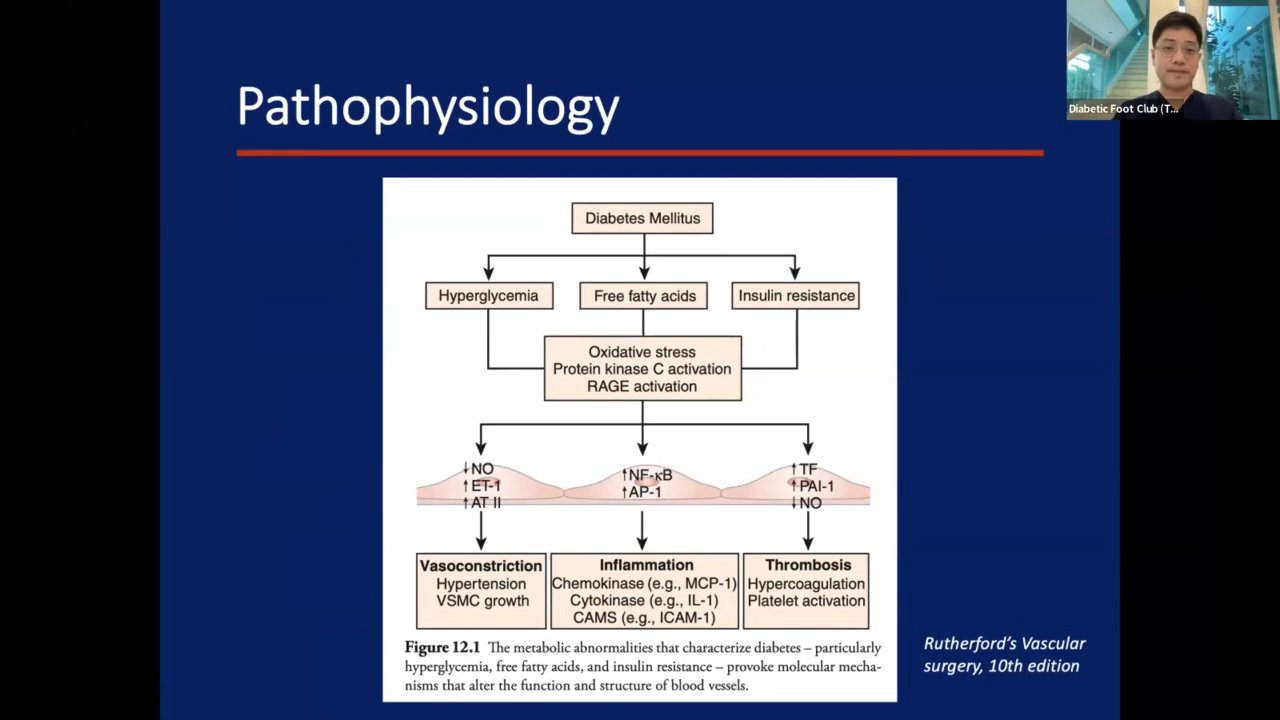 Pathophysiology
Diabetic Foot Club (T...
Diabetes Mellitus
Hyperglycemia
Free fatty acids
Insulin resistance
Oxidative stress
Protein kinase C activation
RAGE activation
↓NO
↑ET-1
↑AT II
↑NF-κB
↑AP-1
↑TF
↑PAI-1
↓NO
Vasoconstriction
Hypertension
VSMC growth
Inflammation
Chemokinase (e.g., MCP-1)
Cytokinase (e.g., IL-1)
CAMS (e.g., ICAM-1)
Thrombosis
Hypercoagulation
Platelet activation
Figure 12.1 The metabolic abnormalities that characterize diabetes – particularly
hyperglycemia, free fatty acids, and insulin resistance – provoke molecular mecha-
nisms that alter the function and structure of blood vessels.
Rutherford's Vascular
surgery, 10th edition